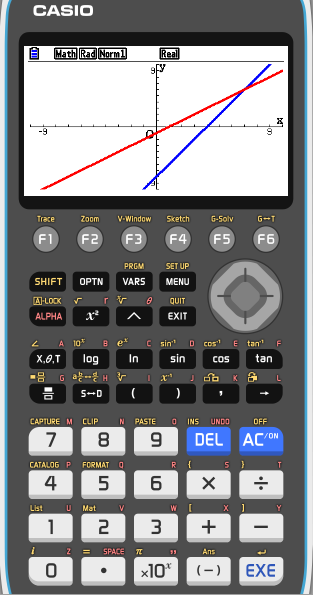 CASIO
Math Rad Norm1 Real
9 y
-9 O 9 x
-9
Trace Zoom V-Window Sketch G-Solv G↔T
F1 F2 F3 F4 F5 F6
PRGM SET UP
SHIFT OPTN VARS MENU
A-LOCK √ r ³√ θ QUIT
ALPHA x² ^ EXIT
∠ A 10ˣ B eˣ C sin⁻¹ D cos⁻¹ E tan⁻¹ F
X,θ,T log ln sin cos tan
G a b/c↔d/c H ³√ I x⁻¹ J K L
S↔D ( ) , →
CAPTURE M CLIP N PASTE O INS UNDO OFF
7 8 9 DEL AC/ON
CATALOG P FORMAT Q R { S } T
4 5 6 × ÷
List U Mat V W [ X ] Y
1 2 3 + −
i Z = SPACE π " Ans ↵
0 • ×10ˣ (−) EXE